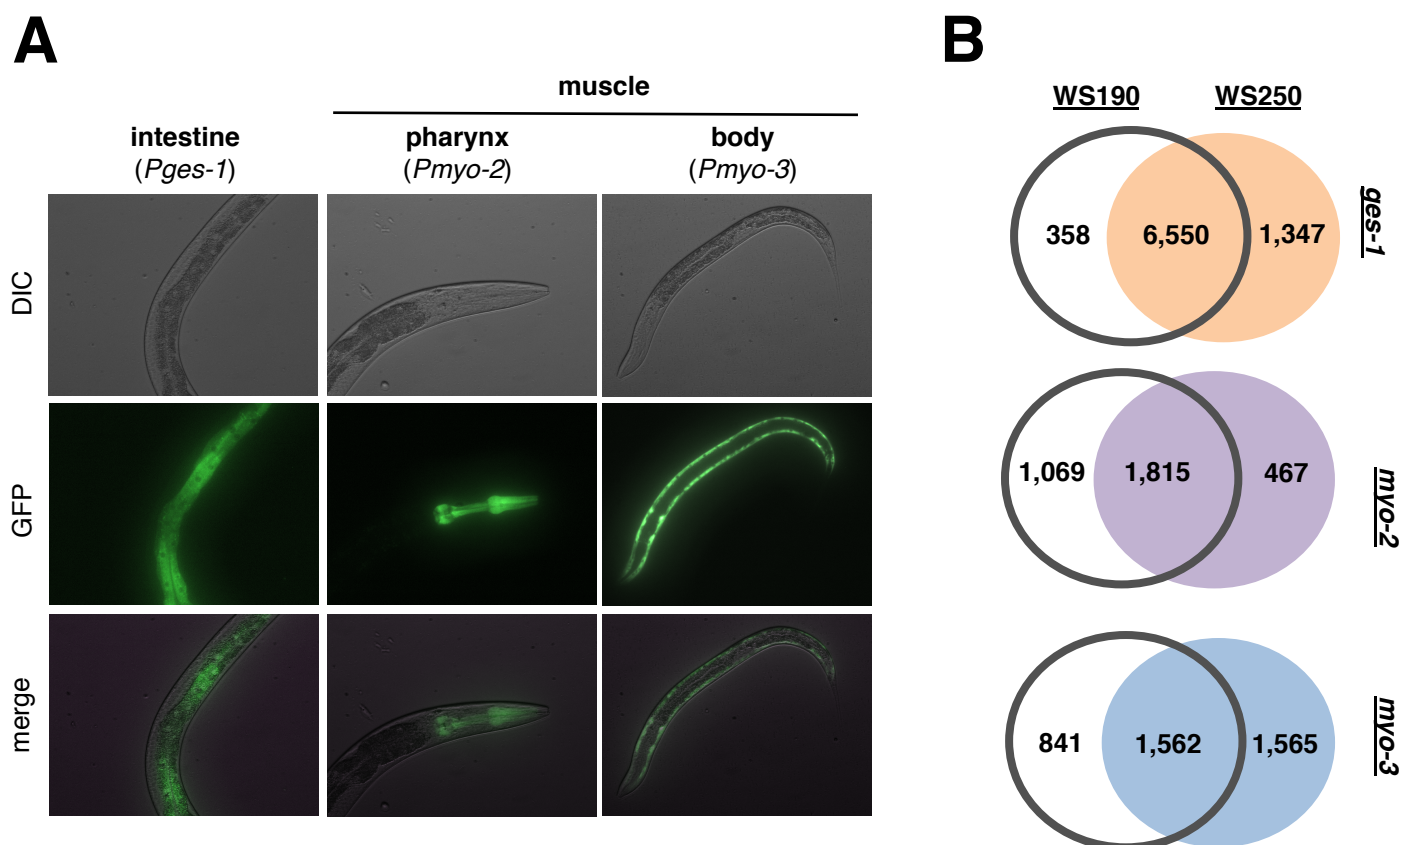 A
muscle
intestine
(Pges-1)
pharynx
(Pmyo-2)
body
(Pmyo-3)
DIC
GFP
merge
B
WS190
WS250
358
6,550
1,347
ges-1
1,069
1,815
467
myo-2
841
1,562
1,565
myo-3